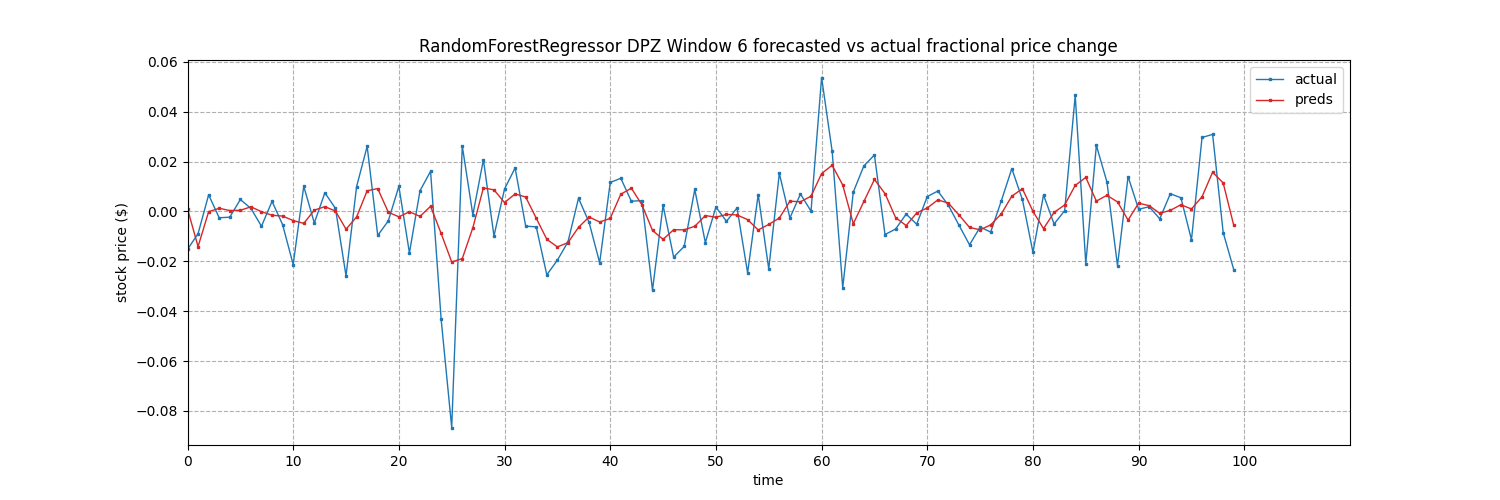 RandomForestRegressor DPZ Window 6 forecasted vs actual fractional price change
actual
preds
stock price ($)
0.06
0.04
0.02
0.00
−0.02
−0.04
−0.06
−0.08
0 10 20 30 40 50 60 70 80 90 100
time